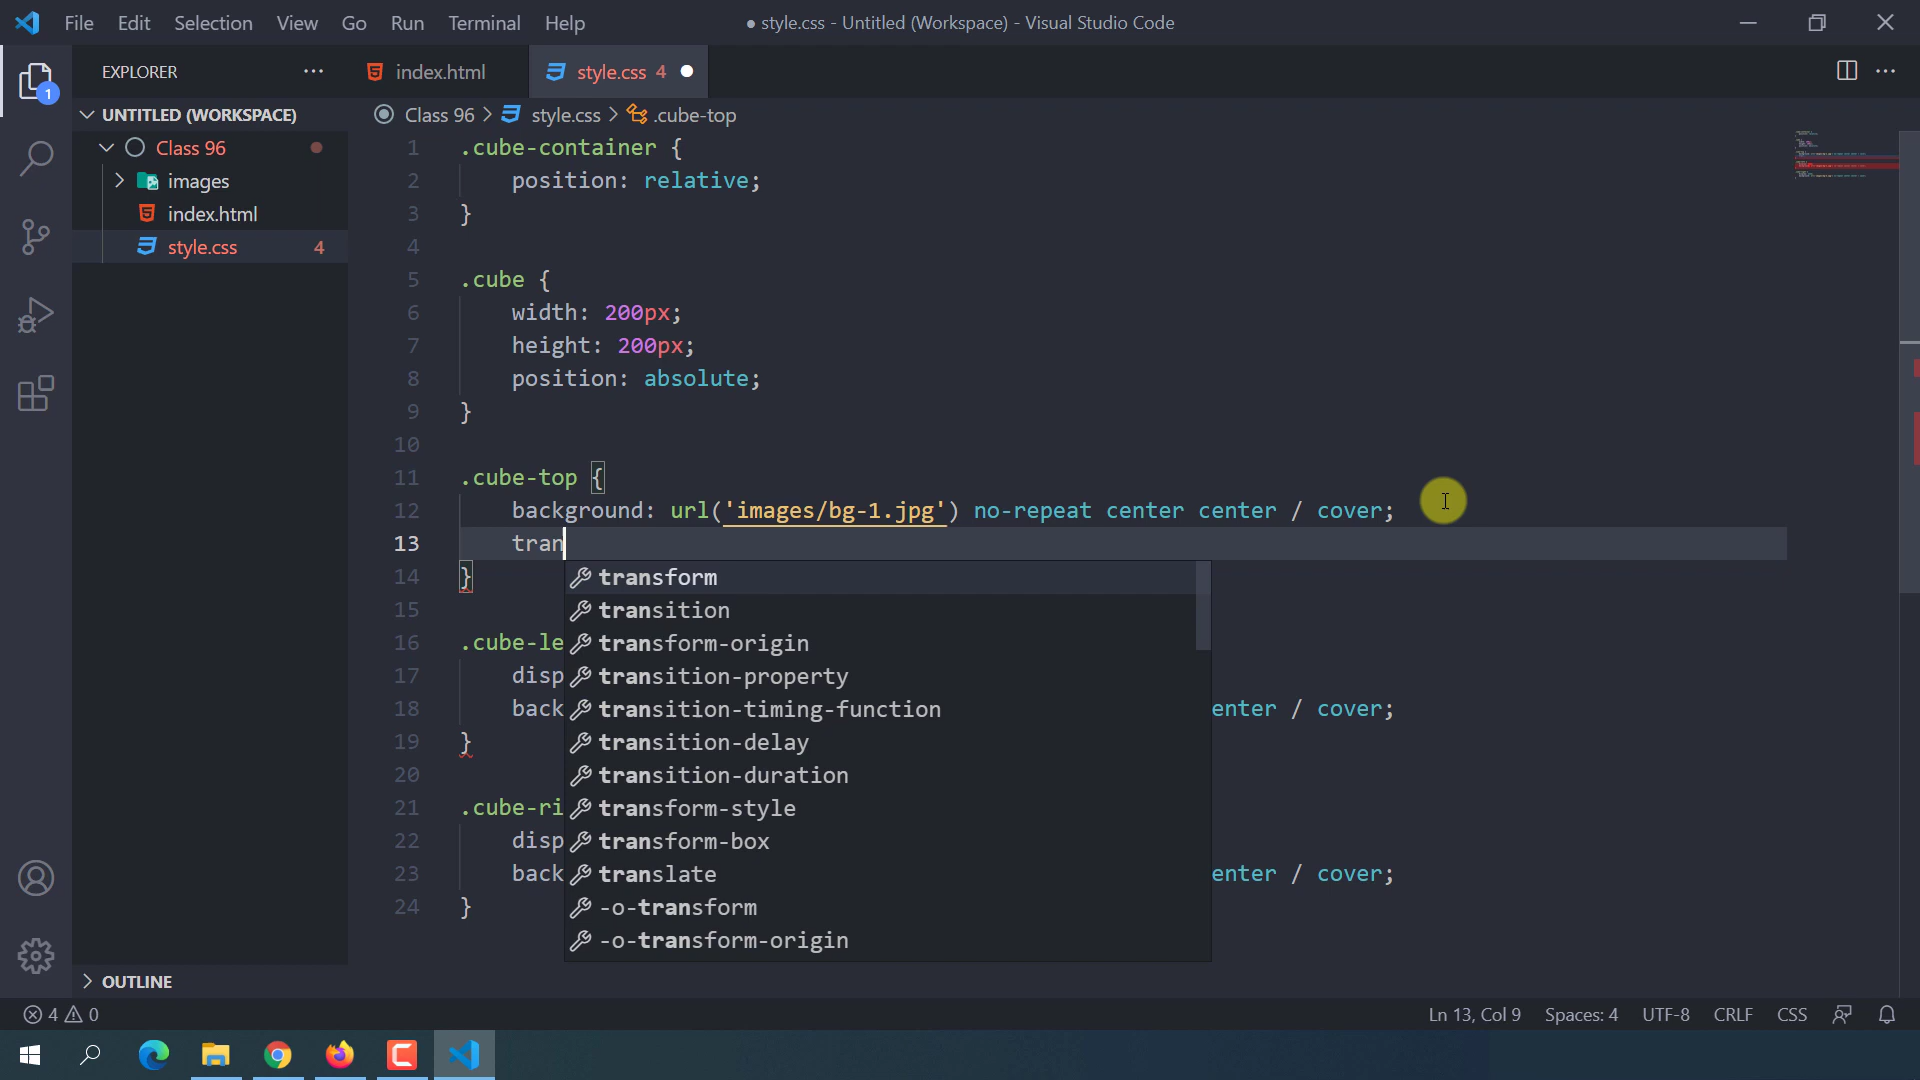 File Edit Selection View Go Run Terminal Help
● style.css - Untitled (Workspace) - Visual Studio Code
EXPLORER
index.html
style.css 4
1
UNTITLED (WORKSPACE)
Class 96
images
index.html
style.css 4
Class 96 > style.css > .cube-top
1 .cube-container {
2 position: relative;
3 }
4
5 .cube {
6 width: 200px;
7 height: 200px;
8 position: absolute;
9 }
10
11 .cube-top {
12 background: url('images/bg-1.jpg') no-repeat center center / cover;
13 tran
14 }
15
16 .cube-le
17 disp
18 back enter / cover;
19 }
20
21 .cube-ri
22 disp
23 back enter / cover;
24 }
transform
transition
transform-origin
transition-property
transition-timing-function
transition-delay
transition-duration
transform-style
transform-box
translate
-o-transform
-o-transform-origin
OUTLINE
4 0
Ln 13, Col 9 Spaces: 4 UTF-8 CRLF CSS